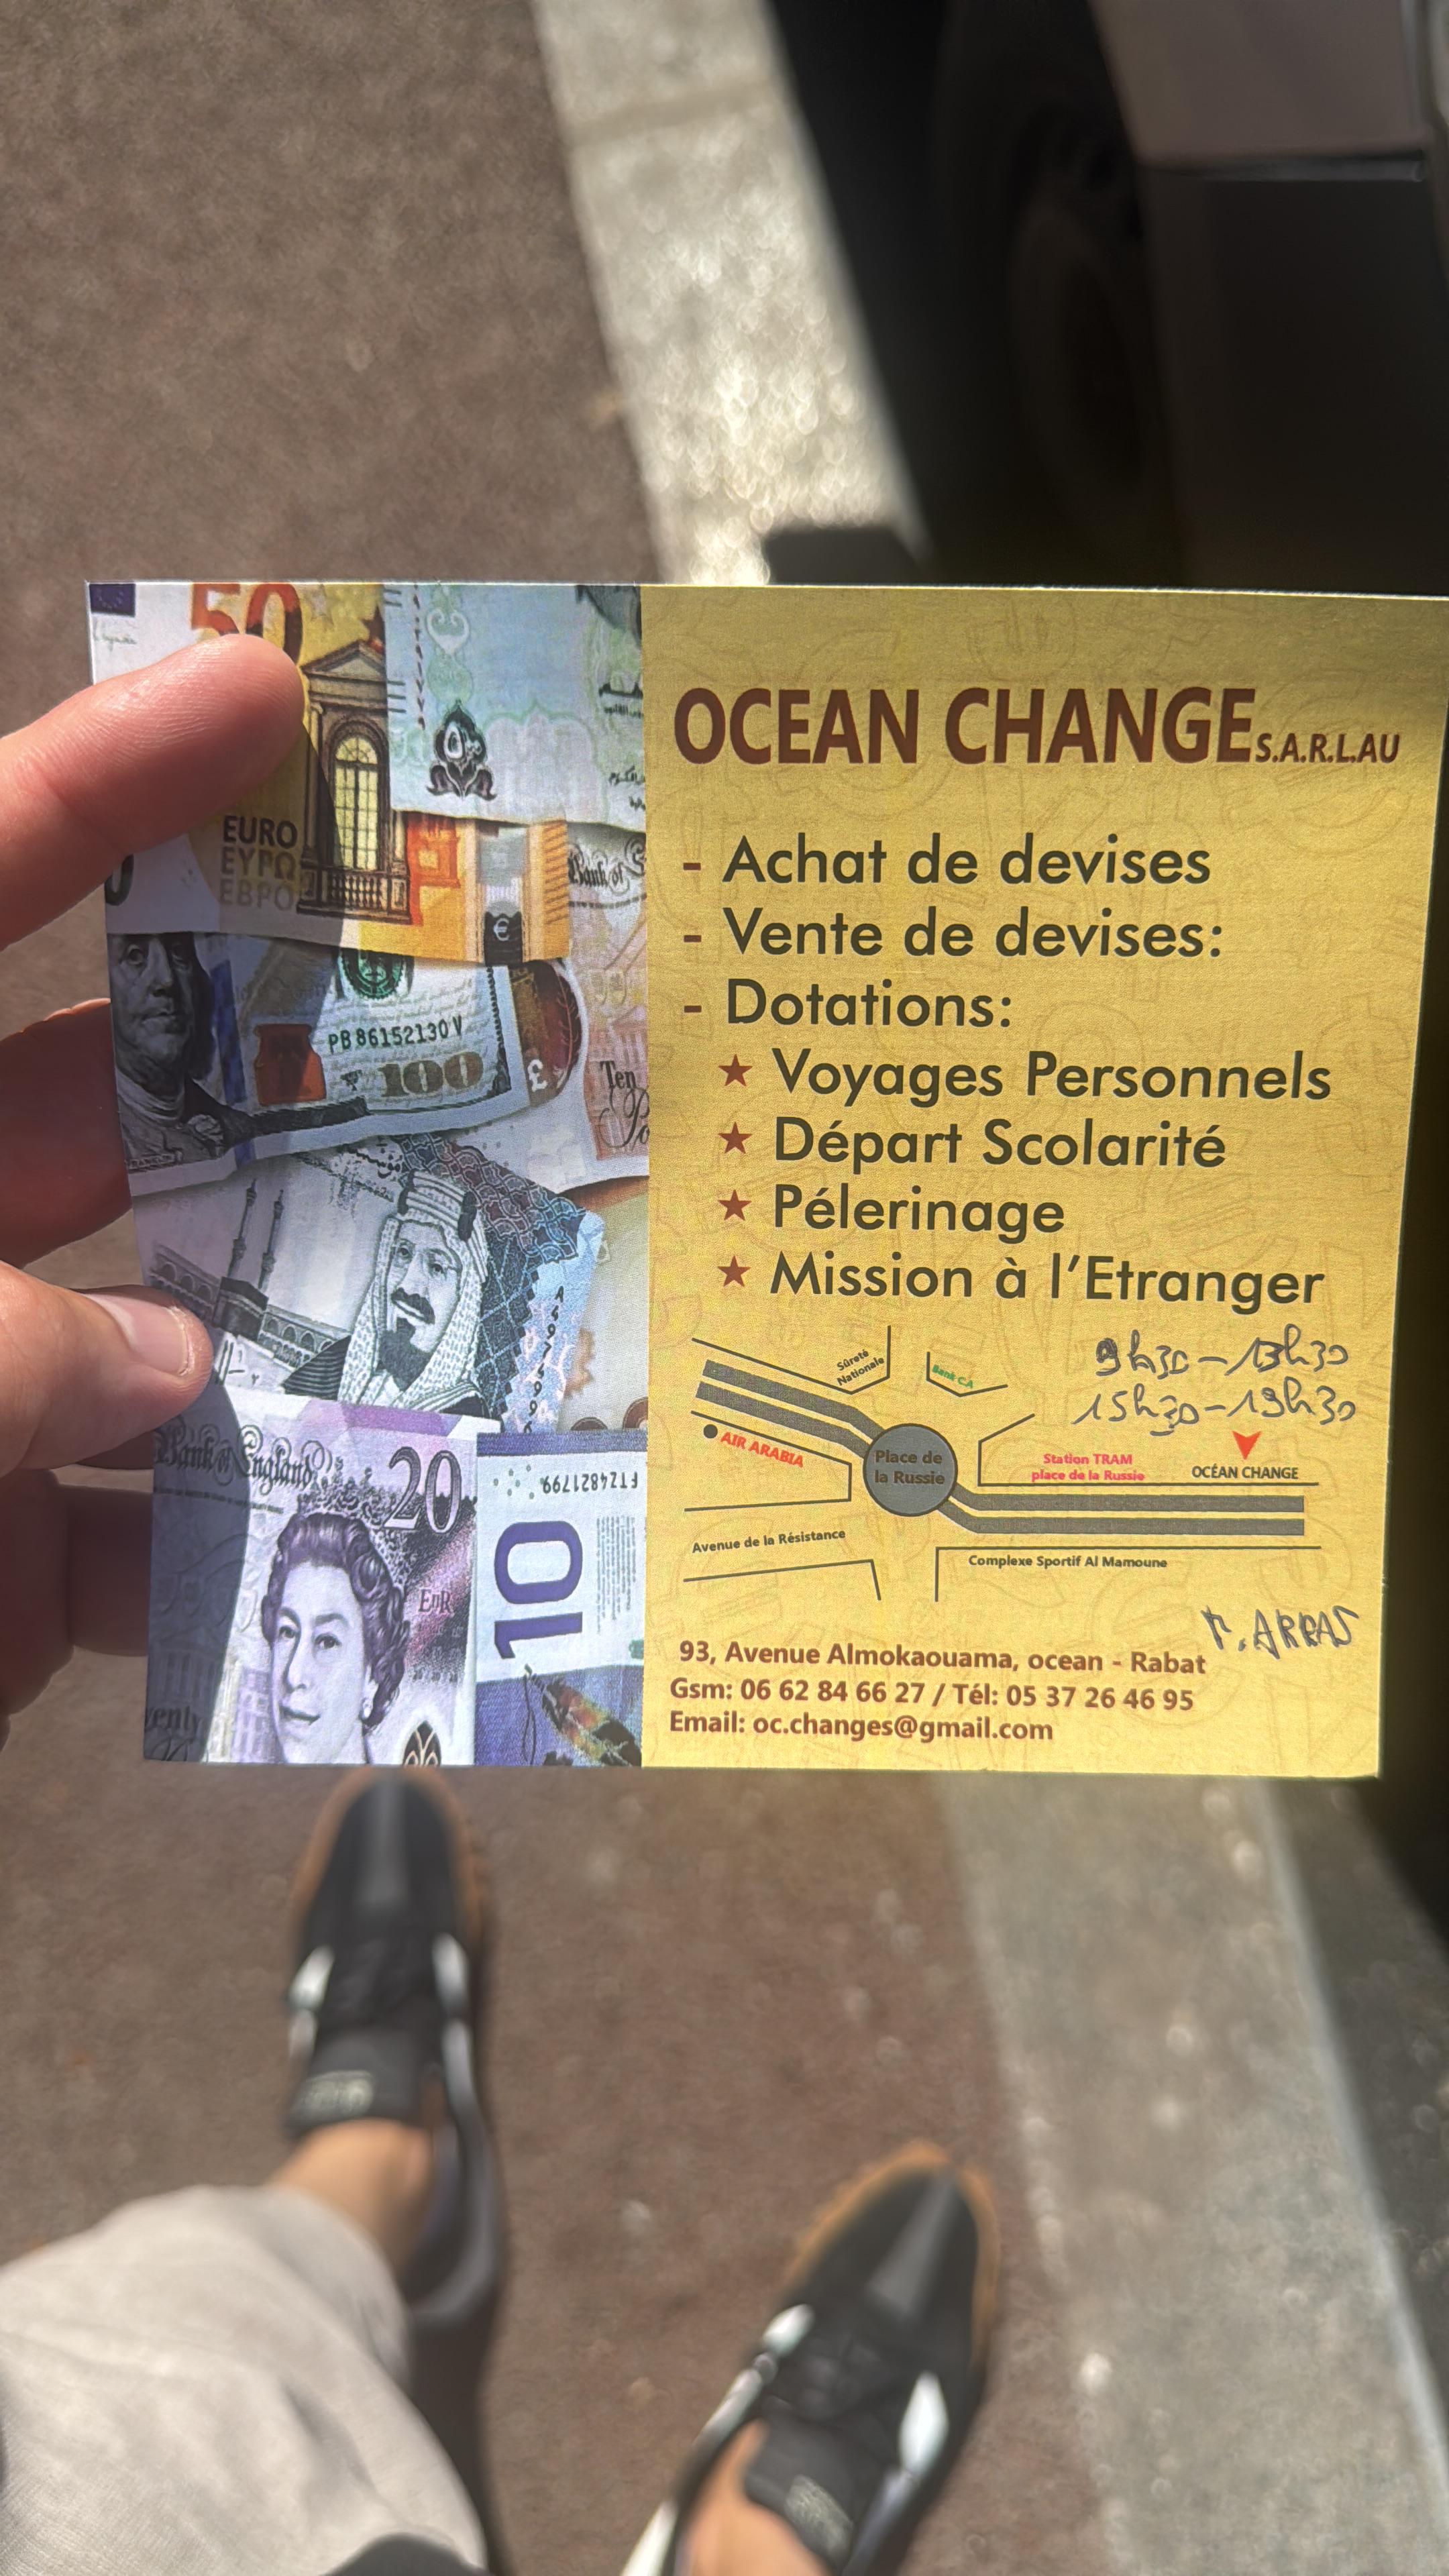 OCEAN CHANGE S.A.R.L.AU
- Achat de devises
- Vente de devises:
- Dotations:
★ Voyages Personnels
★ Départ Scolarité
★ Pélerinage
★ Mission à l'Etranger
9h30-13h30
15h30-19h30
Sûreté
Nationale
Bank CA
AIR ARABIA
Place de
la Russie
Station TRAM
place de la Russie
OCÉAN CHANGE
Avenue de la Résistance
Complexe Sportif Al Mamoune
ARRAS
93, Avenue Almokaouama, ocean - Rabat
Gsm: 06 62 84 66 27 / Tél: 05 37 26 46 95
Email: oc.changes@gmail.com
50
EURO
ΕΥΡΩ
ЕВРО
Bank of
PB 86152130 V
100
£
Ten
Bank of England
20
10
FTZ4821799